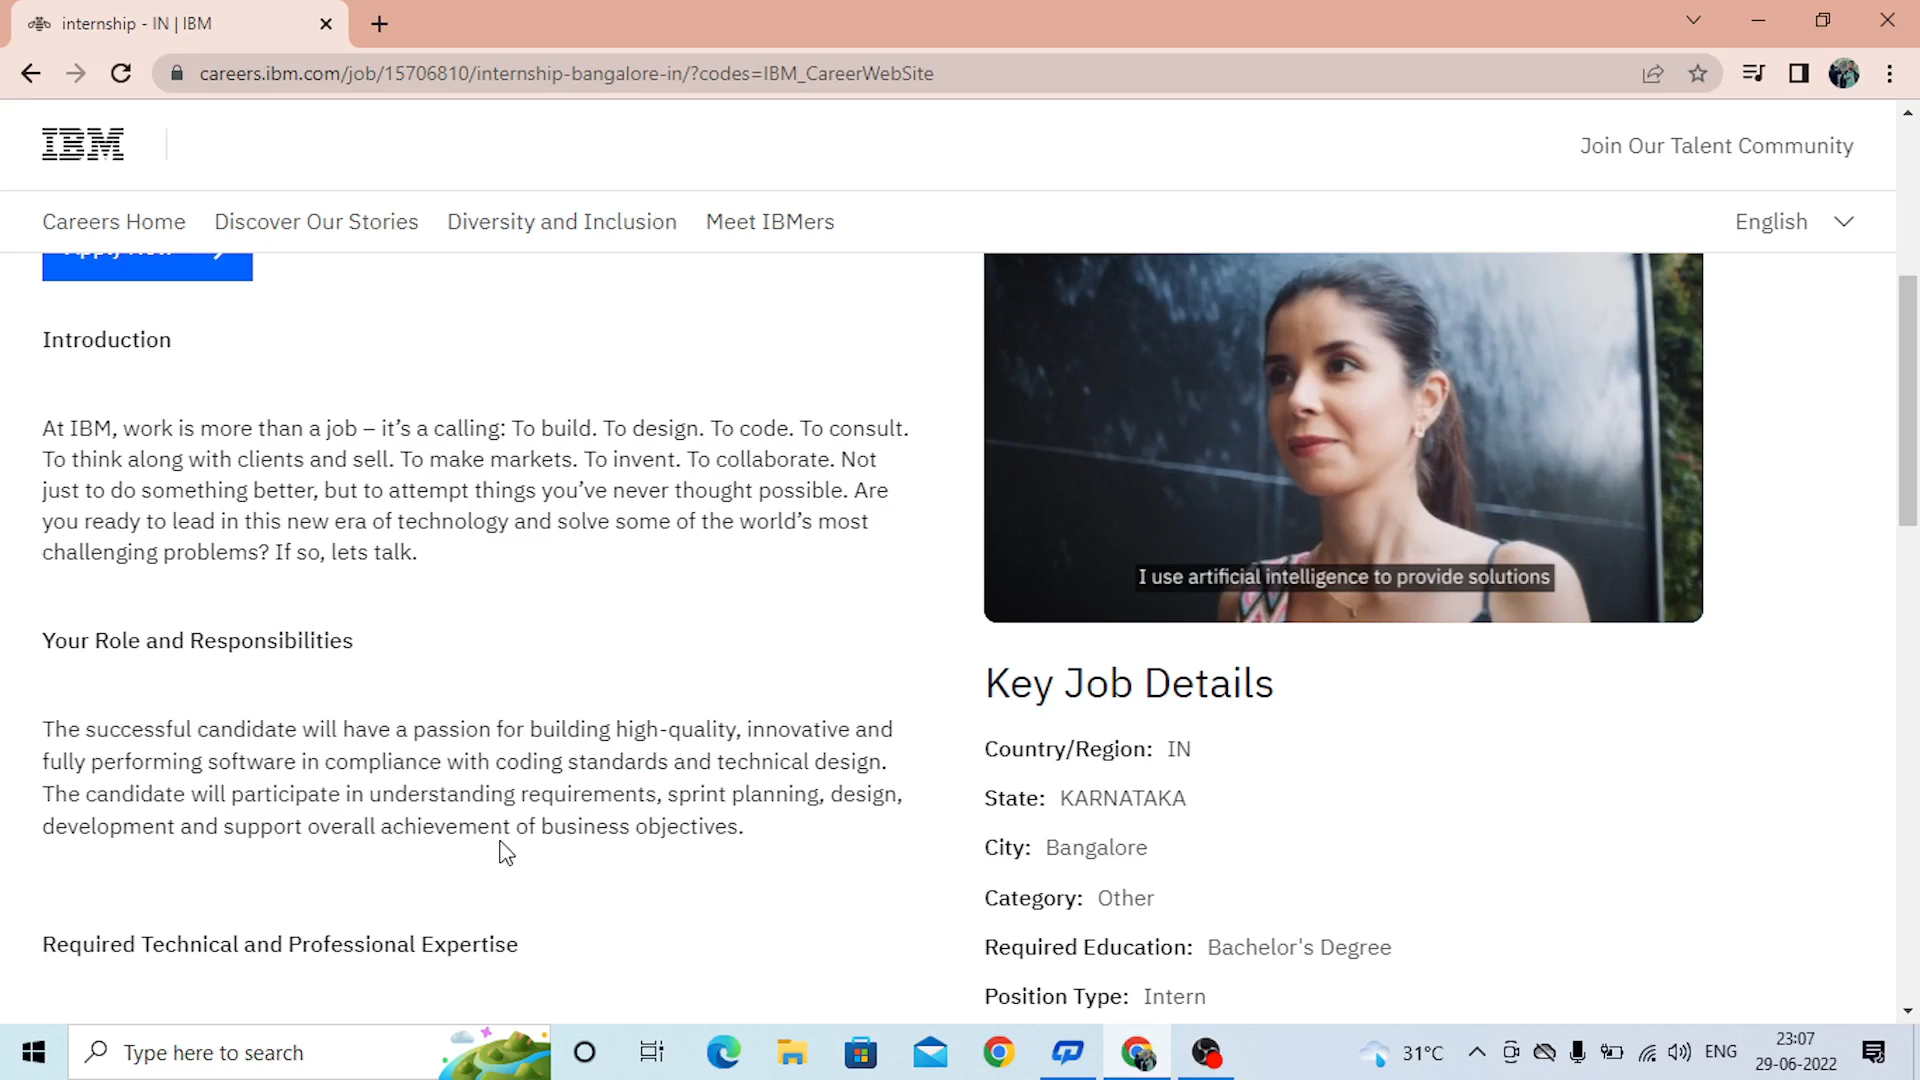 internship - IN | IBM
careers.ibm.com/job/15706810/internship-bangalore-in/?codes=IBM_CareerWebSite
IBM
Join Our Talent Community
Careers Home Discover Our Stories Diversity and Inclusion Meet IBMers English
Apply Now
Introduction
At IBM, work is more than a job – it’s a calling: To build. To design. To code. To consult.
To think along with clients and sell. To make markets. To invent. To collaborate. Not
just to do something better, but to attempt things you’ve never thought possible. Are
you ready to lead in this new era of technology and solve some of the world’s most
challenging problems? If so, lets talk.
Your Role and Responsibilities
The successful candidate will have a passion for building high-quality, innovative and
fully performing software in compliance with coding standards and technical design.
The candidate will participate in understanding requirements, sprint planning, design,
development and support overall achievement of business objectives.
Required Technical and Professional Expertise
I use artificial intelligence to provide solutions
Key Job Details
Country/Region: IN
State: KARNATAKA
City: Bangalore
Category: Other
Required Education: Bachelor's Degree
Position Type: Intern
Type here to search
31°C
ENG
23:07
29-06-2022